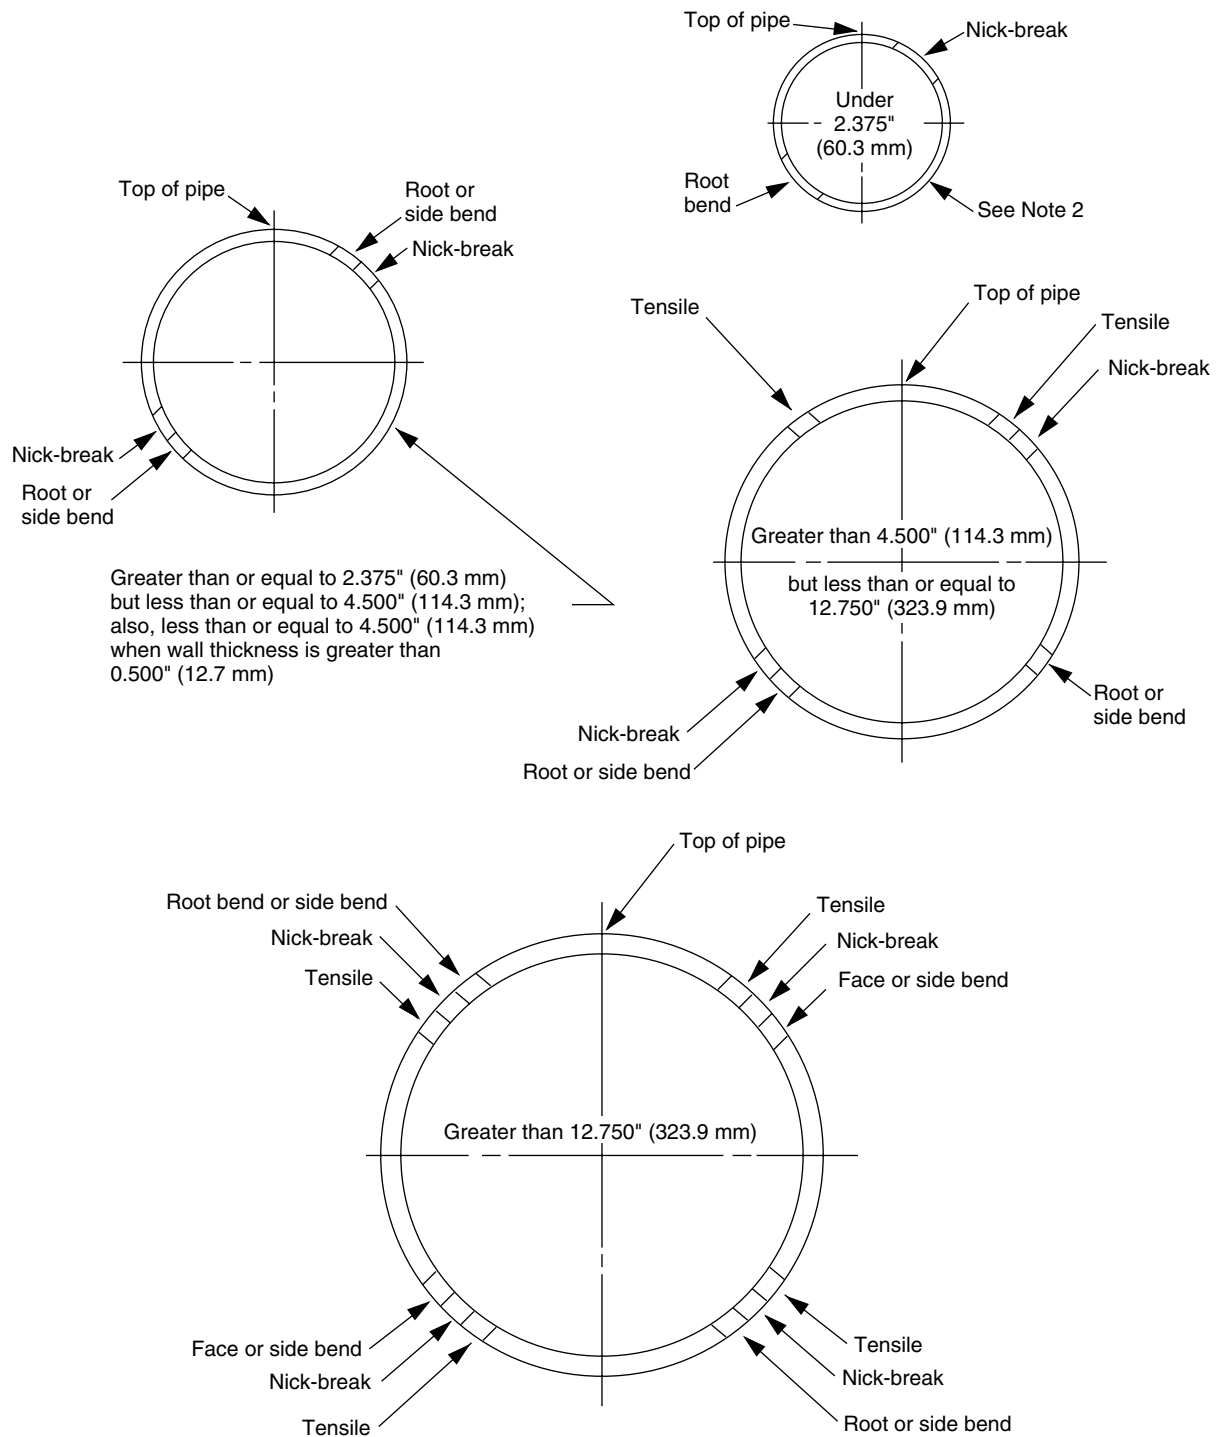 Top of pipe
Nick-break
Under
2.375"
(60.3 mm)
Root
bend
See Note 2
Top of pipe
Root or
side bend
Nick-break
Nick-break
Root or
side bend
Greater than or equal to 2.375" (60.3 mm)
but less than or equal to 4.500" (114.3 mm);
also, less than or equal to 4.500" (114.3 mm)
when wall thickness is greater than
0.500" (12.7 mm)
Tensile
Top of pipe
Tensile
Nick-break
Greater than 4.500" (114.3 mm)
but less than or equal to
12.750" (323.9 mm)
Root or
side bend
Nick-break
Root or side bend
Top of pipe
Root bend or side bend
Nick-break
Tensile
Tensile
Nick-break
Face or side bend
Greater than 12.750" (323.9 mm)
Face or side bend
Nick-break
Tensile
Tensile
Nick-break
Root or side bend